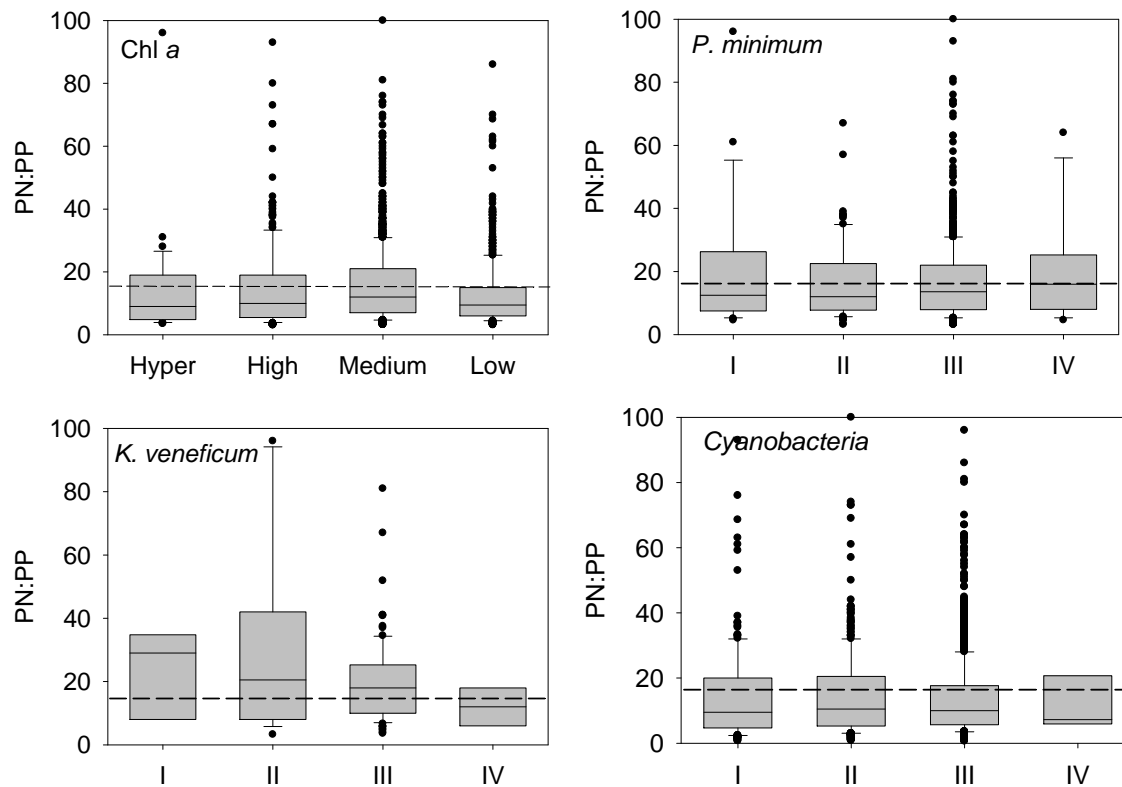 Chl a
PN:PP
100
80
60
40
20
0
Hyper High Medium Low
P. minimum
PN:PP
100
80
60
40
20
0
I II III IV
K. veneficum
PN:PP
100
80
60
40
20
0
I II III IV
Cyanobacteria
PN:PP
100
80
60
40
20
0
I II III IV